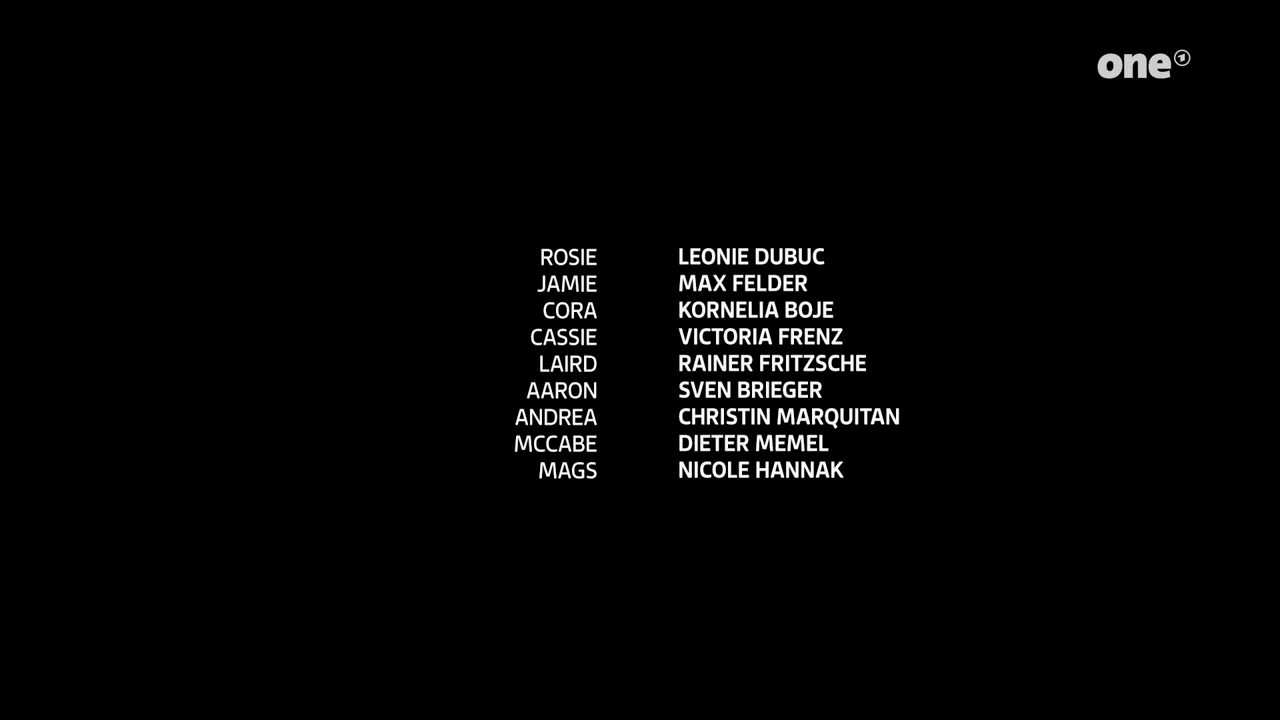 one
ROSIE LEONIE DUBUC
JAMIE MAX FELDER
CORA KORNELIA BOJE
CASSIE VICTORIA FRENZ
LAIRD RAINER FRITZSCHE
AARON SVEN BRIEGER
ANDREA CHRISTIN MARQUITAN
MCCABE DIETER MEMEL
MAGS NICOLE HANNAK